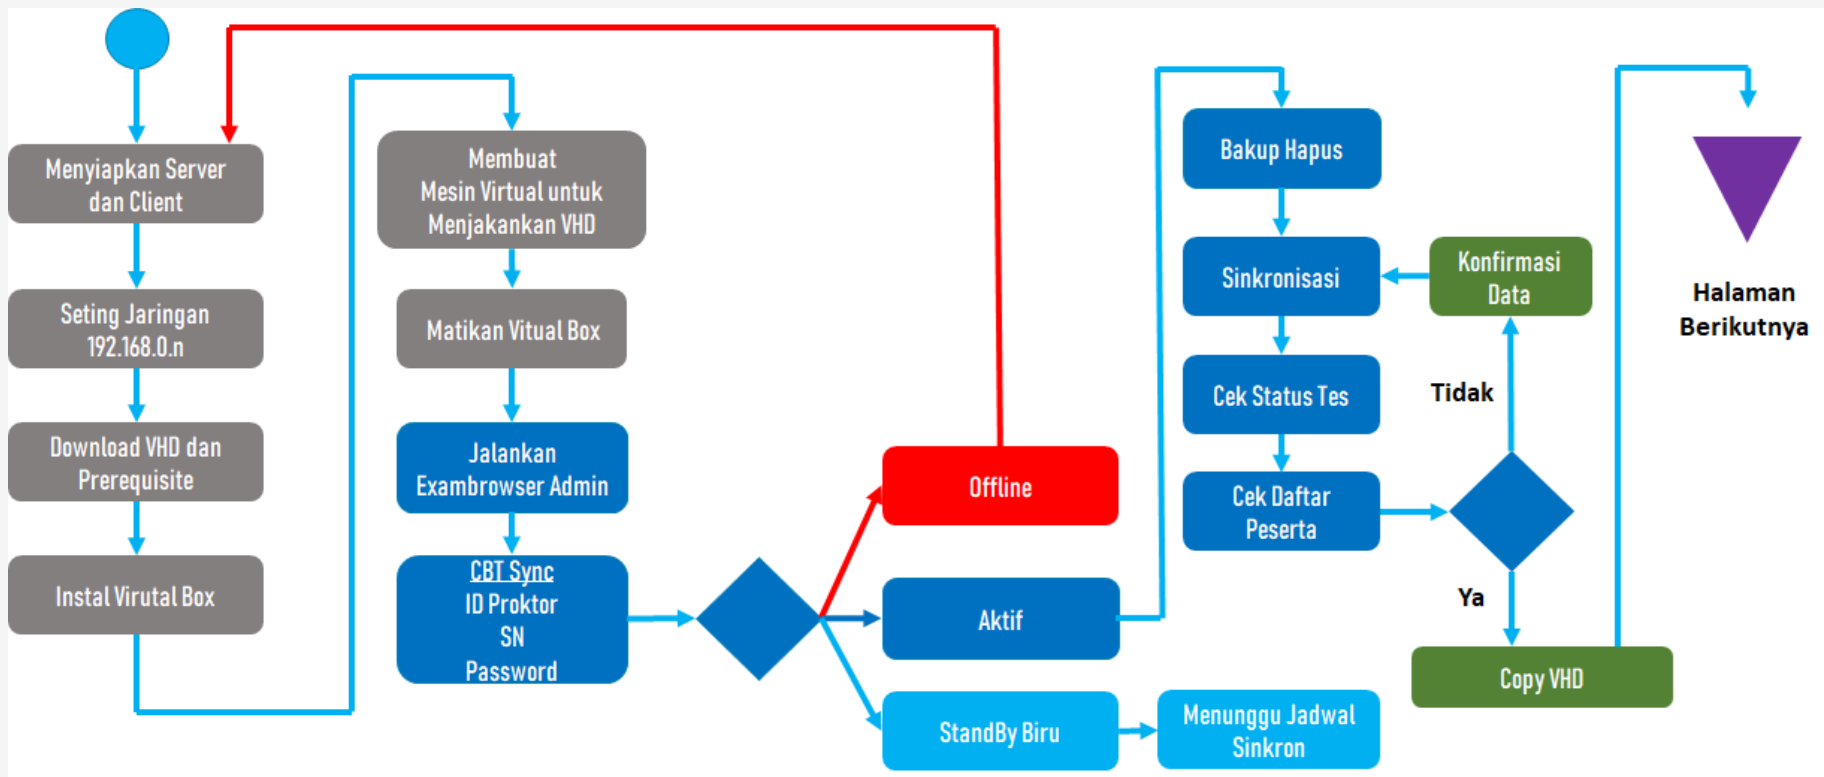 Menyiapkan Server
dan Client
Seting Jaringan
192.168.0.n
Download VHD dan
Prerequisite
Instal Virutal Box
Membuat
Mesin Virtual untuk
Menjakankan VHD
Matikan Vitual Box
Jalankan
Exambrowser Admin
CBT Sync
ID Proktor
SN
Password
Offline
Aktif
StandBy Biru
Menunggu Jadwal
Sinkron
Bakup Hapus
Sinkronisasi
Cek Status Tes
Cek Daftar
Peserta
Konfirmasi
Data
Tidak
Ya
Copy VHD
Halaman
Berikutnya